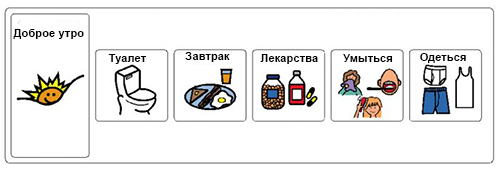 Доброе утро
Туалет
Завтрак
Лекарства
Умыться
Одеться